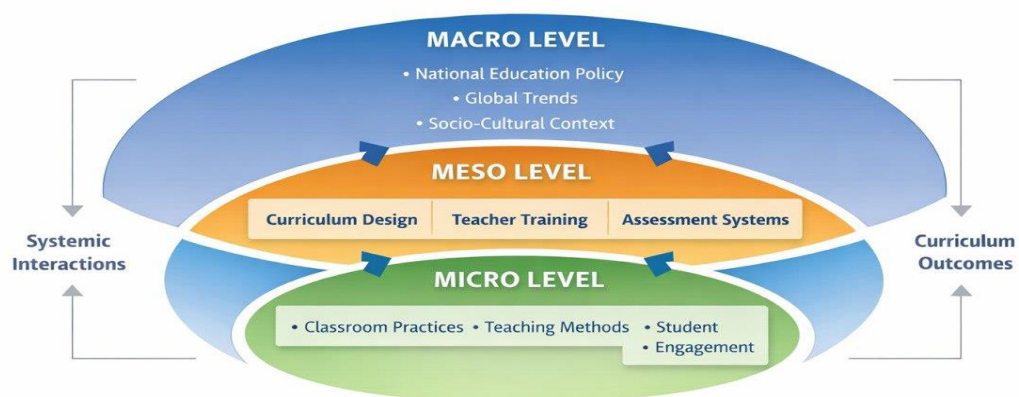 MACRO LEVEL
• National Education Policy
• Global Trends
• Socio-Cultural Context
MESO LEVEL
Curriculum Design
Teacher Training
Assessment Systems
Systemic
Interactions
Curriculum
Outcomes
MICRO LEVEL
• Classroom Practices • Teaching Methods • Student
• Engagement